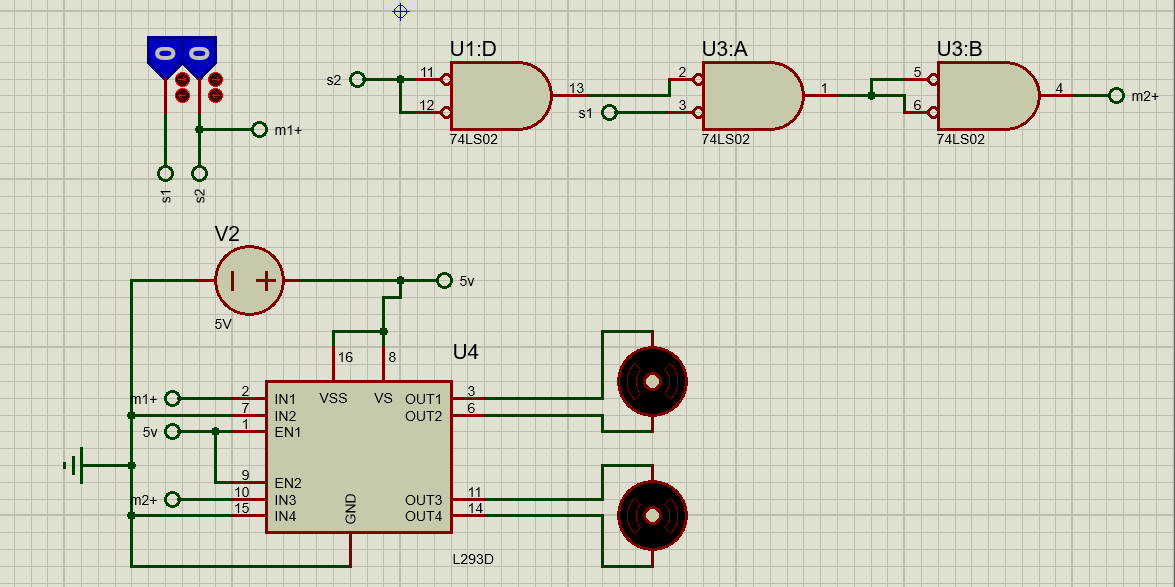 U1:D U3:A U3:B
0 0
s2 11 12 13 2 s1 3 1 5 6 4 m2+
74LS02 74LS02 74LS02
m1+
s1 s2
V2
5v
5V
16 8 U4
m1+ 2 IN1 VSS VS OUT1 3
7 IN2 OUT2 6
5v 1 EN1
9 EN2
m2+ 10 IN3 OUT3 11
15 IN4 GND OUT4 14
L293D